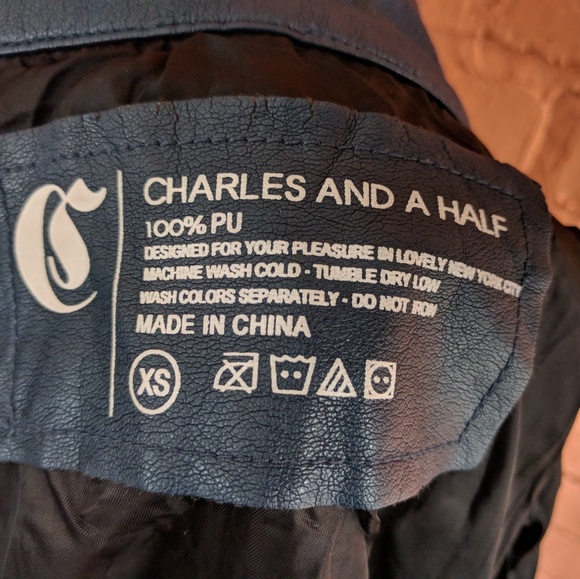 C
CHARLES AND A HALF
100% PU
DESIGNED FOR YOUR PLEASURE IN LOVELY NEW YORK CITY
MACHINE WASH COLD - TUMBLE DRY LOW
WASH COLORS SEPARATELY - DO NOT IRON
MADE IN CHINA
XS